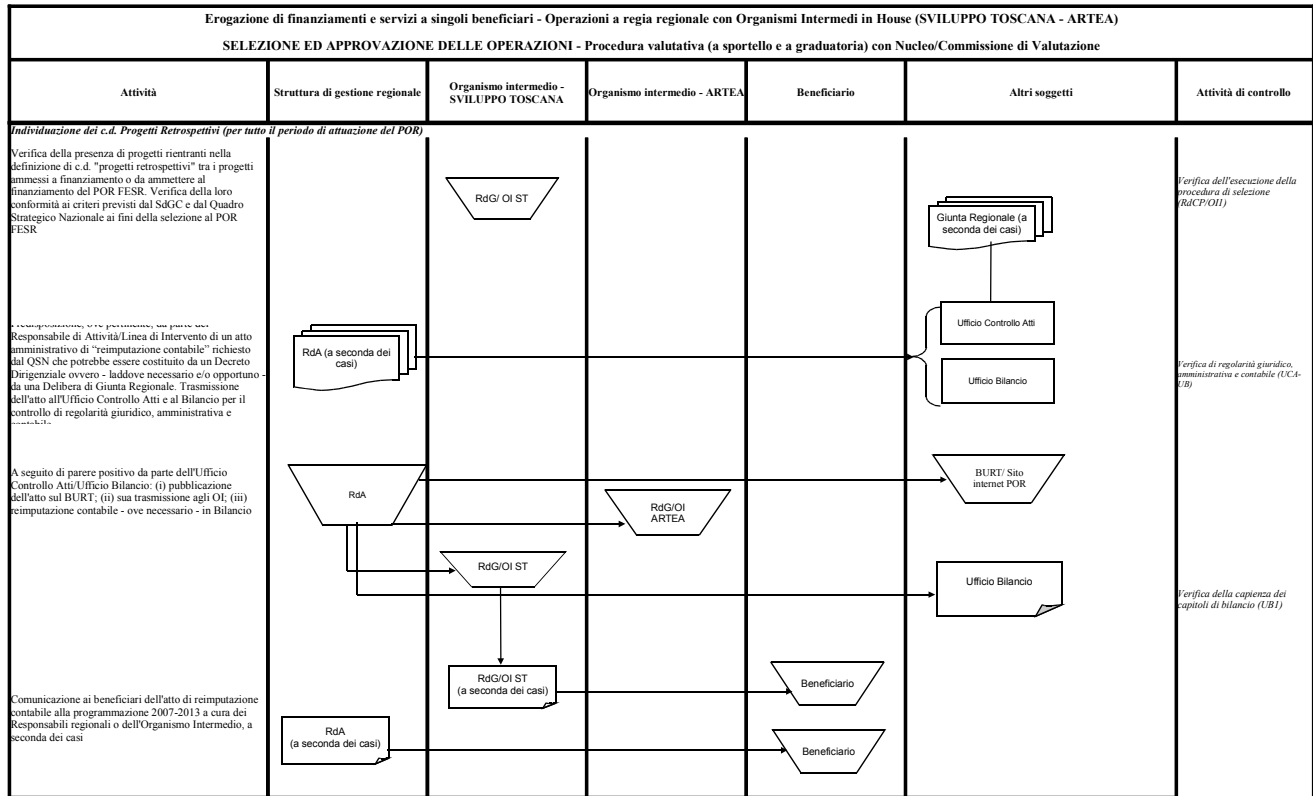 Erogazione di finanziamenti e servizi a singoli beneficiari - Operazioni a regia regionale con Organismi Intermedi in House (SVILUPPO TOSCANA - ARTEA)
SELEZIONE ED APPROVAZIONE DELLE OPERAZIONI - Procedura valutativa (a sportello e a graduatoria) con Nucleo/Commissione di Valutazione
Attività
Struttura di gestione regionale
Organismo intermedio -
SVILUPPO TOSCANA
Organismo intermedio - ARTEA
Beneficiario
Altri soggetti
Attività di controllo
Individuazione dei c.d. Progetti Retrospettivi (per tutto il periodo di attuazione del POR)
Verifica della presenza di progetti rientranti nella
definizione di c.d. "progetti retrospettivi" tra i progetti
ammessi a finanziamento o da ammettere al
finanziamento del POR FESR. Verifica della loro
conformità ai criteri previsti dal SdGC e dal Quadro
Strategico Nazionale ai fini della selezione al POR
FESR
RdG/ OI ST
Giunta Regionale (a
seconda dei casi)
Verifica dell'esecuzione della
procedura di selezione
(RdCP/OI1)
Responsabile di Attività/Linea di Intervento di un atto
amministrativo di “reimputazione contabile” richiesto
dal QSN che potrebbe essere costituito da un Decreto
Dirigenziale ovvero - laddove necessario e/o opportuno -
da una Delibera di Giunta Regionale. Trasmissione
dell'atto all'Ufficio Controllo Atti e al Bilancio per il
controllo di regolarità giuridico, amministrativa e
RdA (a seconda dei
casi)
Ufficio Controllo Atti
Ufficio Bilancio
Verifica di regolarità giuridico,
amministrativa e contabile (UCA-
UB)
A seguito di parere positivo da parte dell'Ufficio
Controllo Atti/Ufficio Bilancio: (i) pubblicazione
dell'atto sul BURT; (ii) sua trasmissione agli OI; (iii)
reimputazione contabile - ove necessario - in Bilancio
RdA
RdG/OI
ARTEA
BURT/ Sito
internet POR
RdG/OI ST
Ufficio Bilancio
Verifica della capienza dei
capitoli di bilancio (UB1)
Comunicazione ai beneficiari dell'atto di reimputazione
contabile alla programmazione 2007-2013 a cura dei
Responsabili regionali o dell'Organismo Intermedio, a
seconda dei casi
RdG/OI ST
(a seconda dei casi)
Beneficiario
RdA
(a seconda dei casi)
Beneficiario